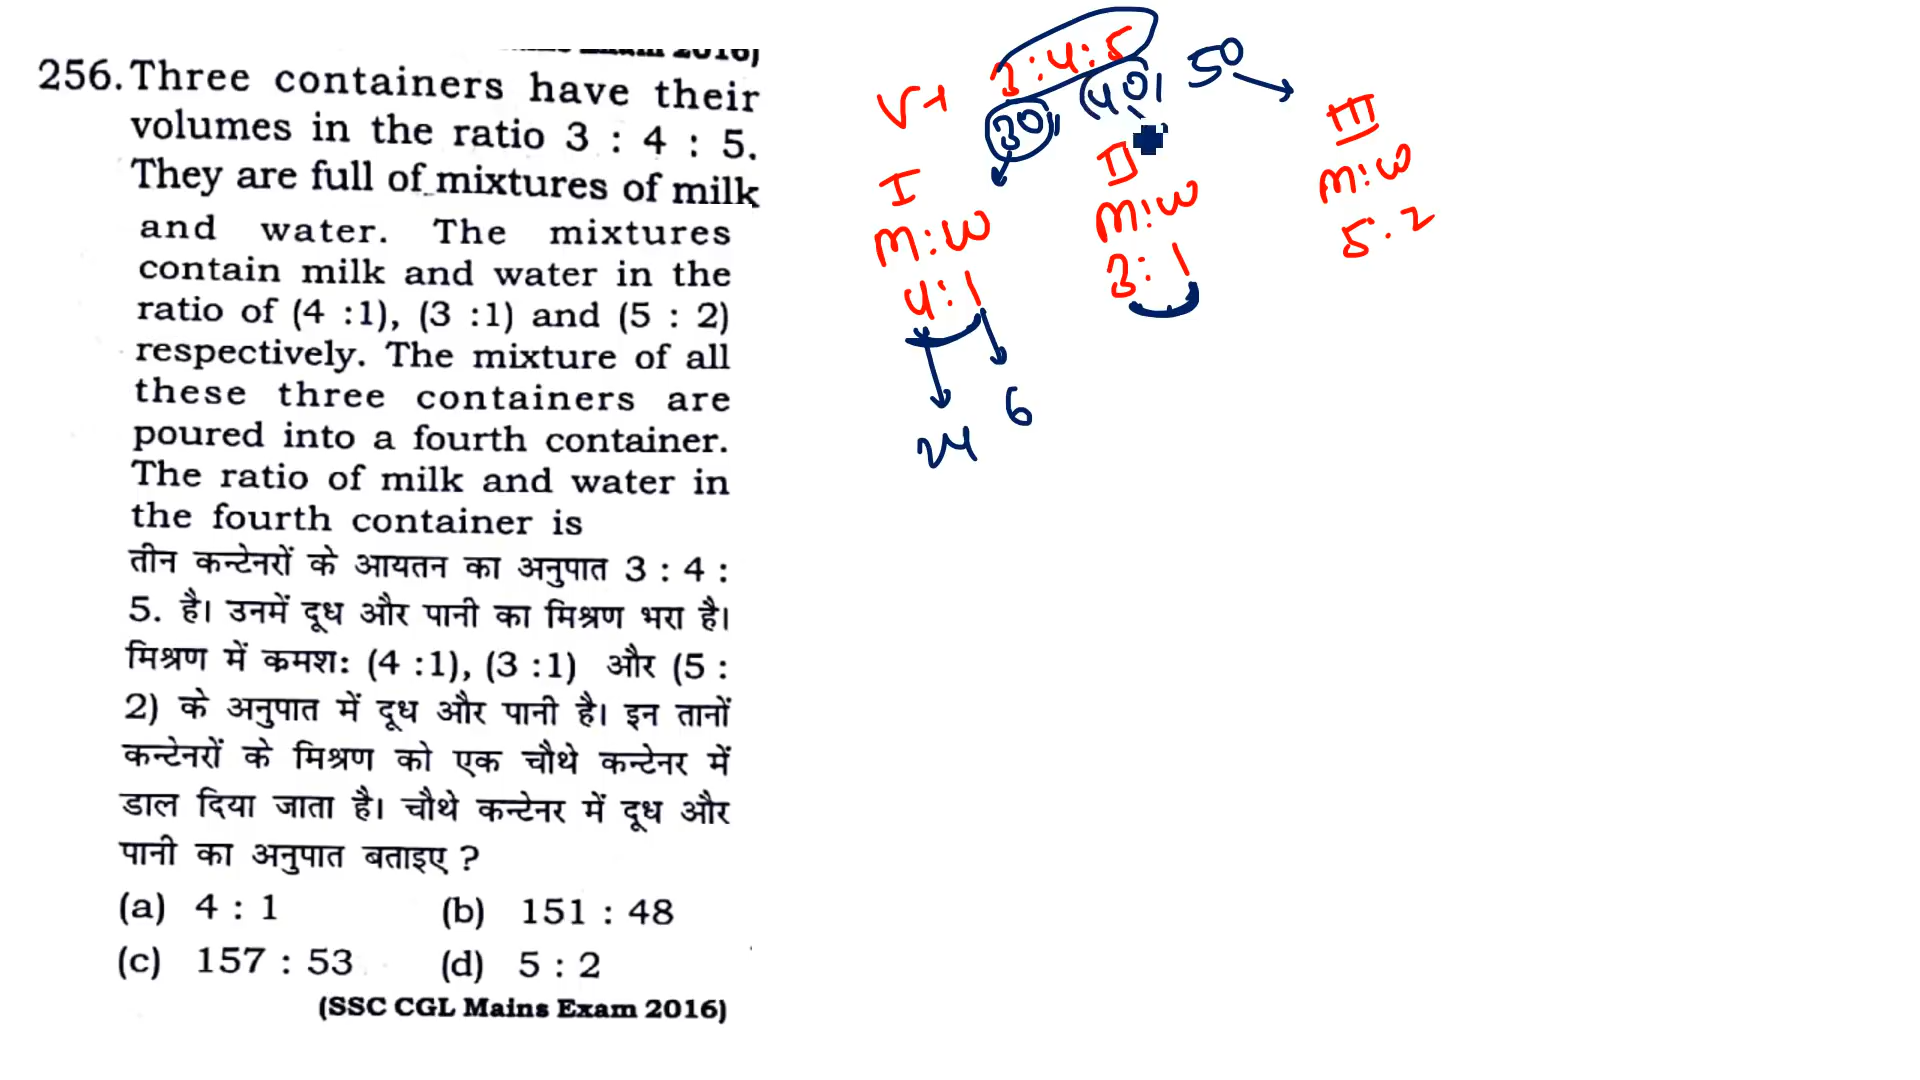 256. Three containers have their
volumes in the ratio 3 : 4 : 5.
They are full of mixtures of milk
and water. The mixtures
contain milk and water in the
ratio of (4 :1), (3 :1) and (5 : 2)
respectively. The mixture of all
these three containers are
poured into a fourth container.
The ratio of milk and water in
the fourth container is
तीन कन्टेनरों के आयतन का अनुपात 3 : 4 :
5. है। उनमें दूध और पानी का मिश्रण भरा है।
मिश्रण में क्रमशः (4 :1), (3 :1) और (5 :
2) के अनुपात में दूध और पानी है। इन तानों
कन्टेनरों के मिश्रण को एक चौथे कन्टेनर में
डाल दिया जाता है। चौथे कन्टेनर में दूध और
पानी का अनुपात बताइए ?
(a) 4 : 1 (b) 151 : 48
(c) 157 : 53 (d) 5 : 2
(SSC CGL Mains Exam 2016)
3 : 4 : 5
30 40 50
I II III
M:W M:W M:W
4:1 3:1 5:2
24 6